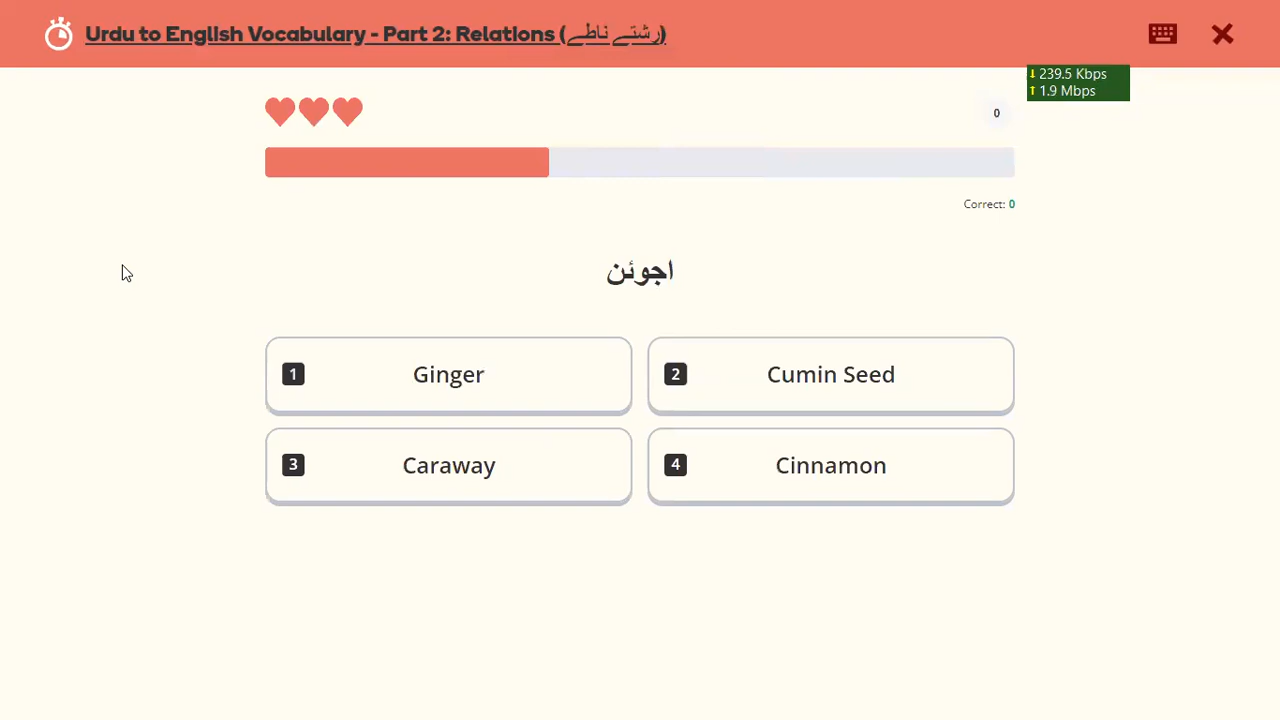 Urdu to English Vocabulary - Part 2: Relations (رشتے ناطے)
↓ 239.5 Kbps
↑ 1.9 Mbps
0
Correct: 0
اجوئن
1 Ginger
2 Cumin Seed
3 Caraway
4 Cinnamon